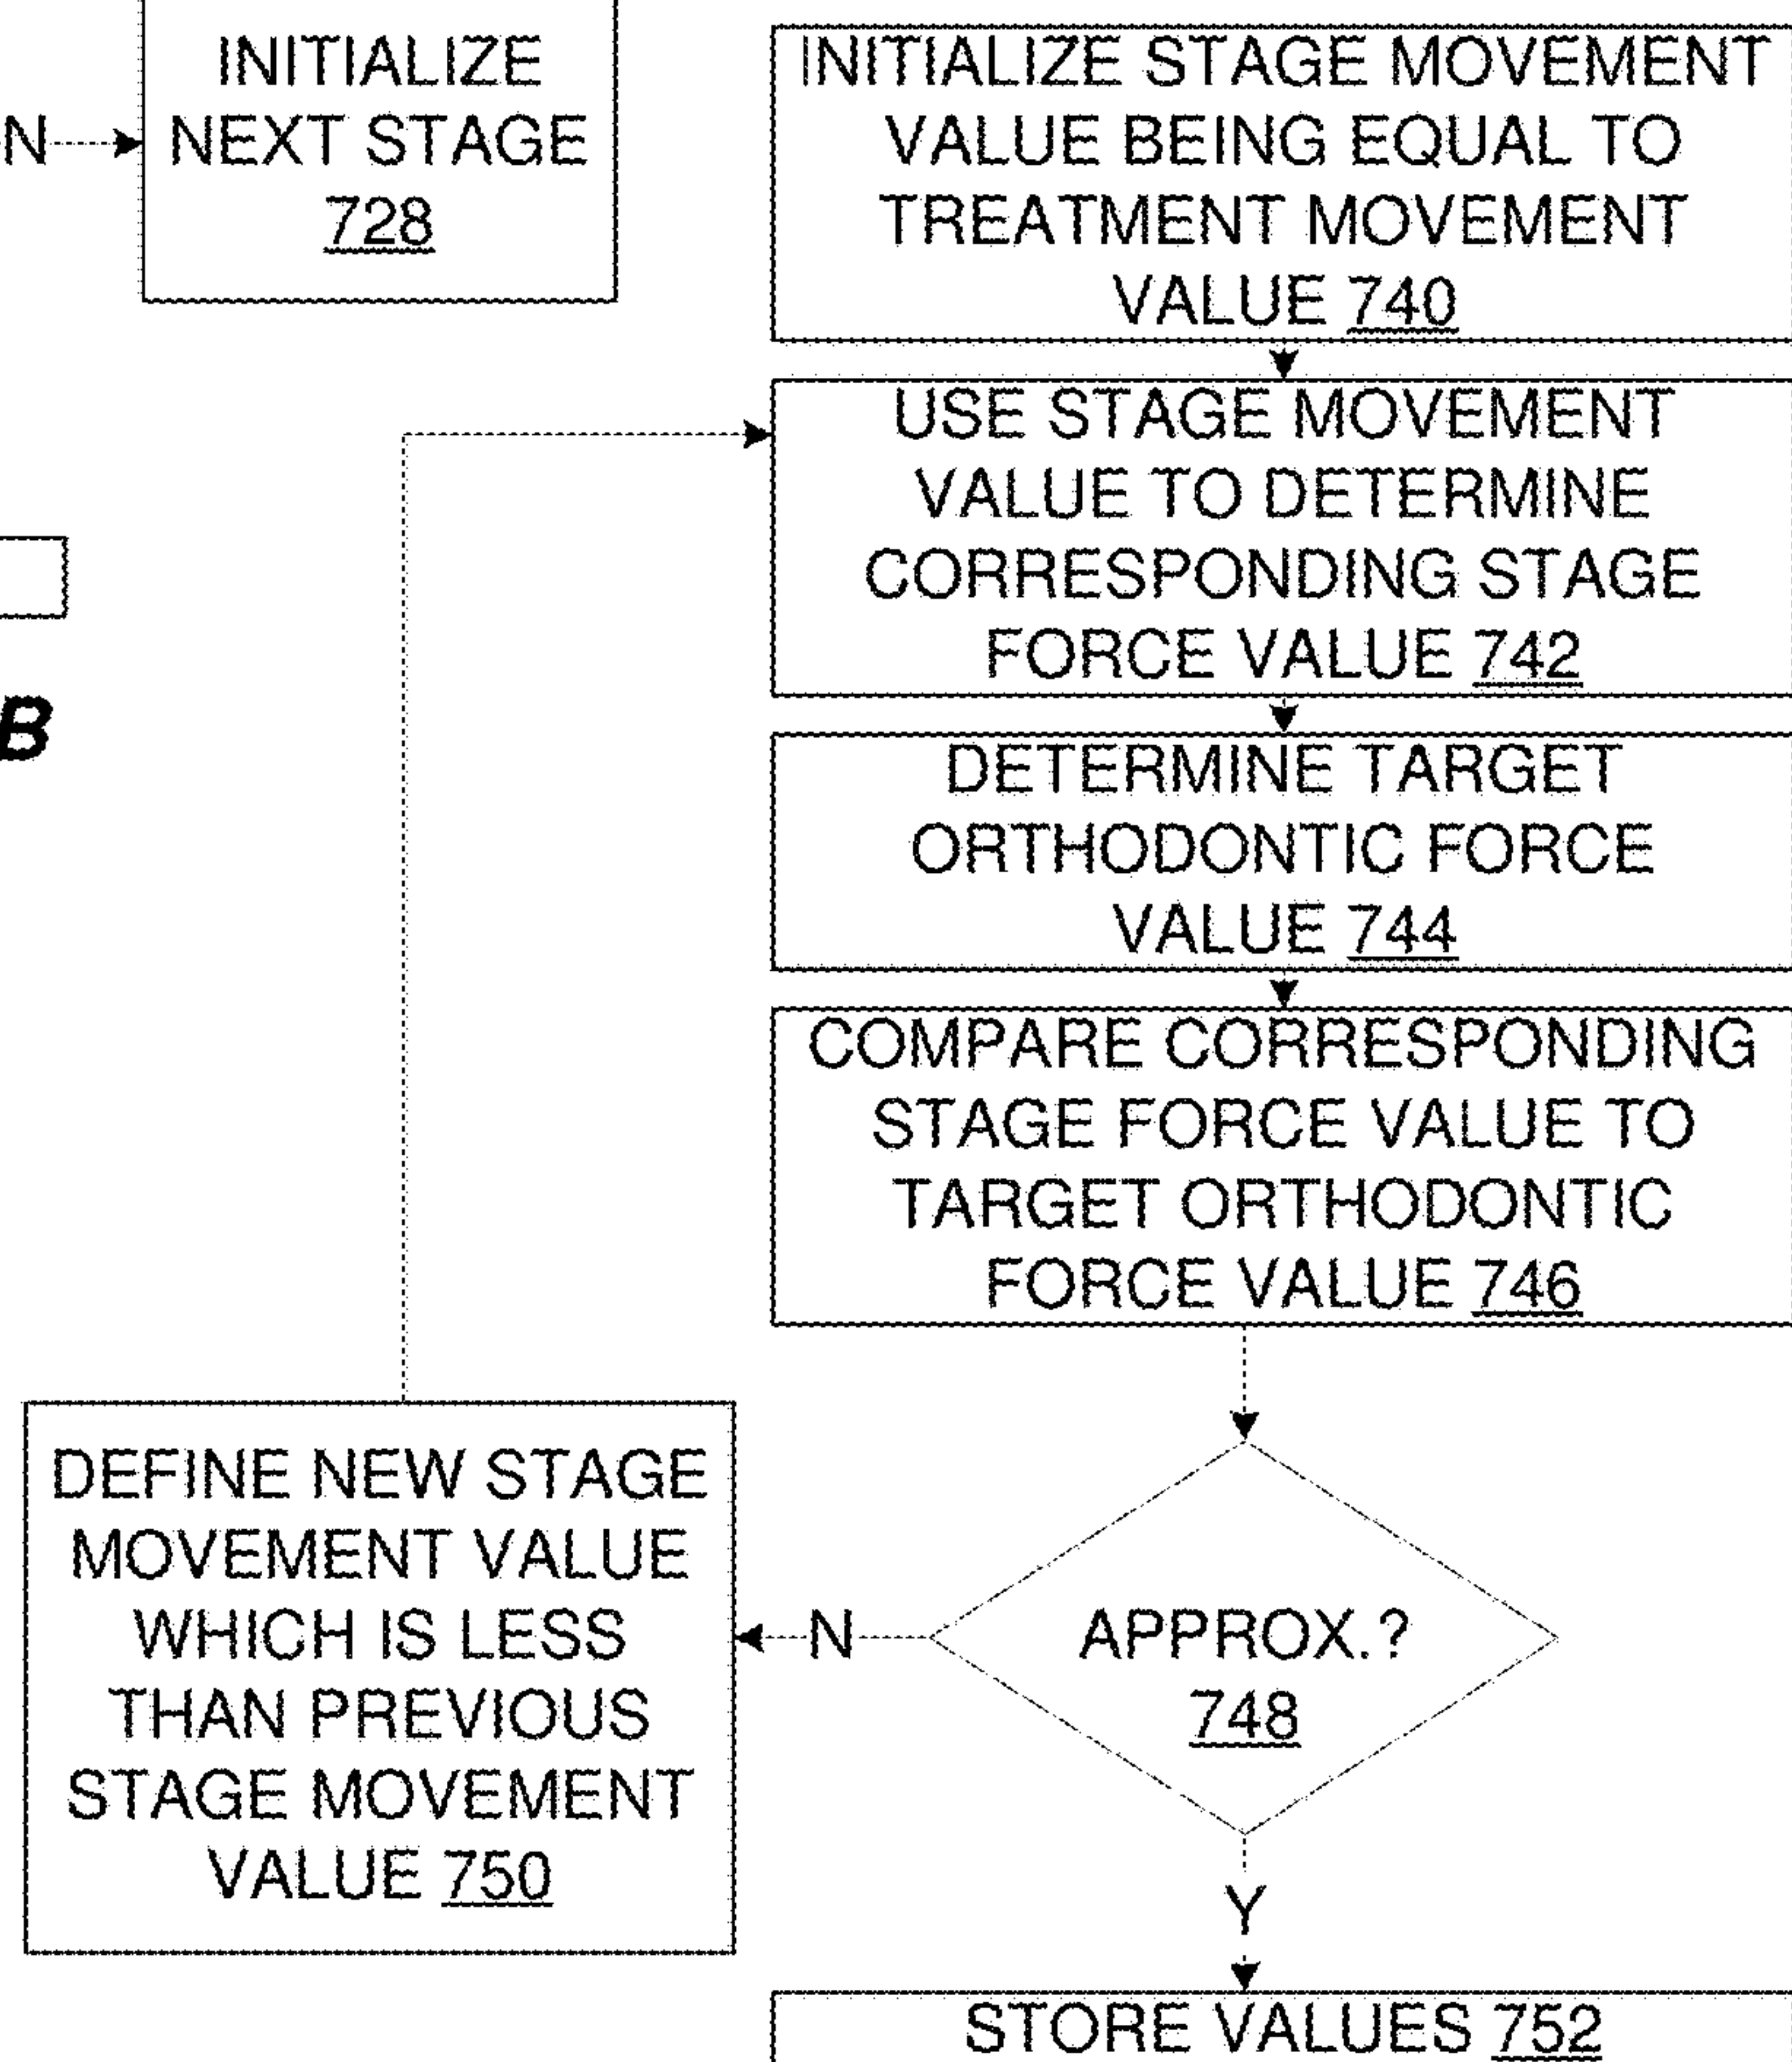 N
INITIALIZE
NEXT STAGE
728
B
INITIALIZE STAGE MOVEMENT
VALUE BEING EQUAL TO
TREATMENT MOVEMENT
VALUE 740
USE STAGE MOVEMENT
VALUE TO DETERMINE
CORRESPONDING STAGE
FORCE VALUE 742
DETERMINE TARGET
ORTHODONTIC FORCE
VALUE 744
COMPARE CORRESPONDING
STAGE FORCE VALUE TO
TARGET ORTHODONTIC
FORCE VALUE 746
APPROX.?
748
N
DEFINE NEW STAGE
MOVEMENT VALUE
WHICH IS LESS
THAN PREVIOUS
STAGE MOVEMENT
VALUE 750
Y
STORE VALUES 752